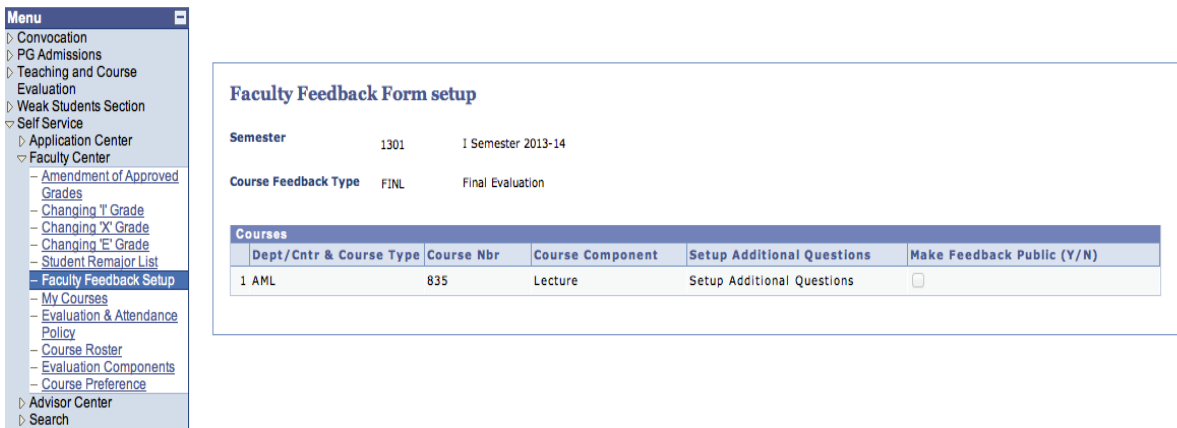 Menu
Convocation
PG Admissions
Teaching and Course
Evaluation
Weak Students Section
Self Service
Application Center
Faculty Center
Amendment of Approved
Grades
Changing 'I' Grade
Changing 'X' Grade
Changing 'E' Grade
Student Remajor List
Faculty Feedback Setup
My Courses
Evaluation & Attendance
Policy
Course Roster
Evaluation Components
Course Preference
Advisor Center
Search
Faculty Feedback Form setup
Semester 1301 I Semester 2013-14
Course Feedback Type FINL Final Evaluation
Courses
Dept/Cntr & Course Type Course Nbr Course Component Setup Additional Questions Make Feedback Public (Y/N)
1 AML 835 Lecture Setup Additional Questions